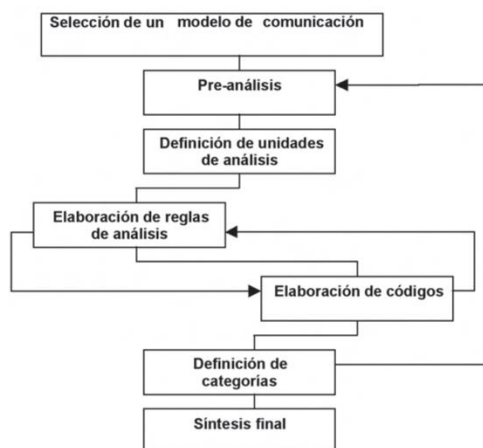 Selección de un modelo de comunicación
Pre-análisis
Definición de unidades
de análisis
Elaboración de reglas
de análisis
Elaboración de códigos
Definición de
categorías
Síntesis final